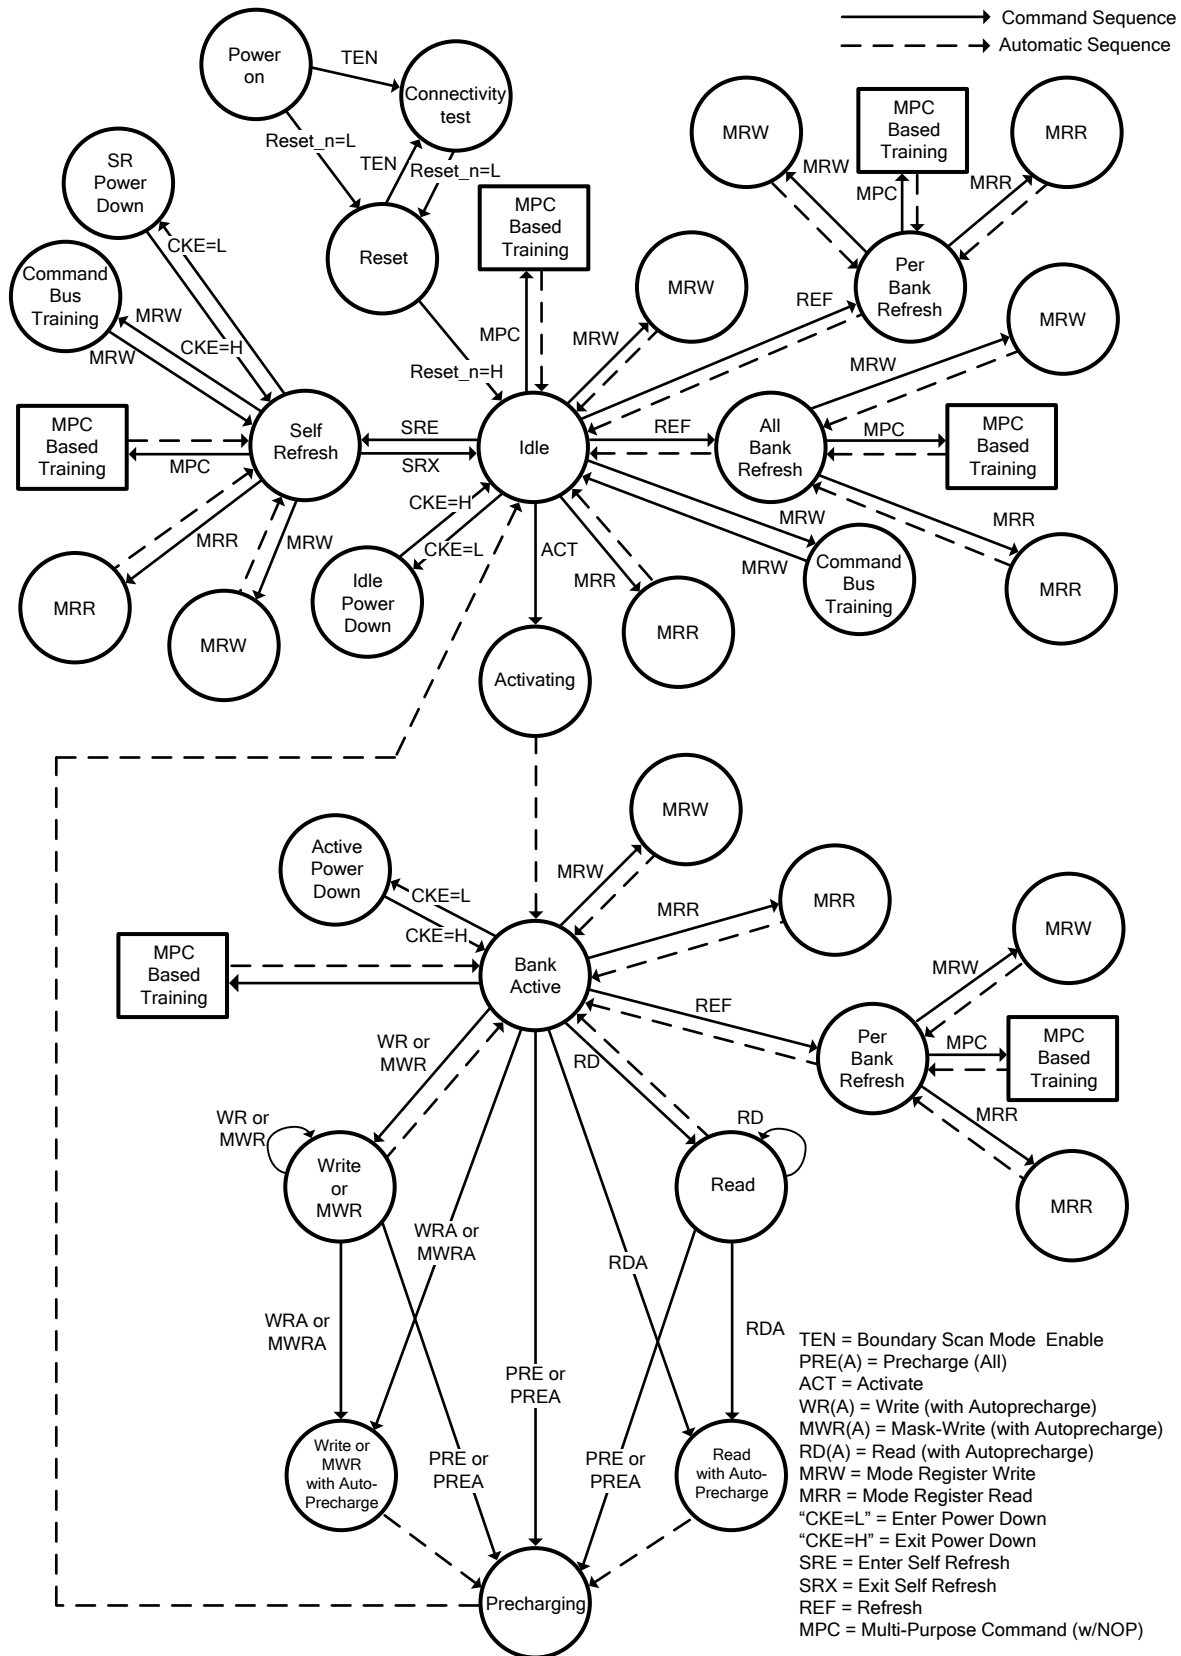 Command Sequence
Automatic Sequence
Power
on
TEN
Connectivity
test
Reset_n=L
TEN
Reset_n=L
Reset
Reset_n=H
SR
Power
Down
CKE=L
Command
Bus
Training
MRW
CKE=H
MRW
MPC
Based
Training
MPC
Self
Refresh
MRR
MRW
MRR
MRW
SRE
SRX
MPC
Based
Training
MPC
MRW
MRW
Idle
CKE=H
CKE=L
Idle
Power
Down
ACT
MRR
MRR
MRW
MRW
Command
Bus
Training
REF
REF
MRW
MRW
MPC
Based
Training
MPC
MRR
MRR
Per
Bank
Refresh
All
Bank
Refresh
MRW
MRW
MPC
MPC
Based
Training
MRR
MRR
Activating
Active
Power
Down
CKE=L
CKE=H
MRW
MRW
MRR
MRR
MPC
Based
Training
Bank
Active
REF
Per
Bank
Refresh
MRW
MRW
MPC
MPC
Based
Training
MRR
MRR
WR or
MWR
RD
WR or
MWR
Write
or
MWR
RD
Read
WRA or
MWRA
RDA
WRA or
MWRA
RDA
PRE or
PREA
PRE or
PREA
PRE or
PREA
Write or
MWR
with Auto-
Precharge
Read
with Auto-
Precharge
Precharging
TEN = Boundary Scan Mode Enable
PRE(A) = Precharge (All)
ACT = Activate
WR(A) = Write (with Autoprecharge)
MWR(A) = Mask-Write (with Autoprecharge)
RD(A) = Read (with Autoprecharge)
MRW = Mode Register Write
MRR = Mode Register Read
“CKE=L” = Enter Power Down
“CKE=H” = Exit Power Down
SRE = Enter Self Refresh
SRX = Exit Self Refresh
REF = Refresh
MPC = Multi-Purpose Command (w/NOP)